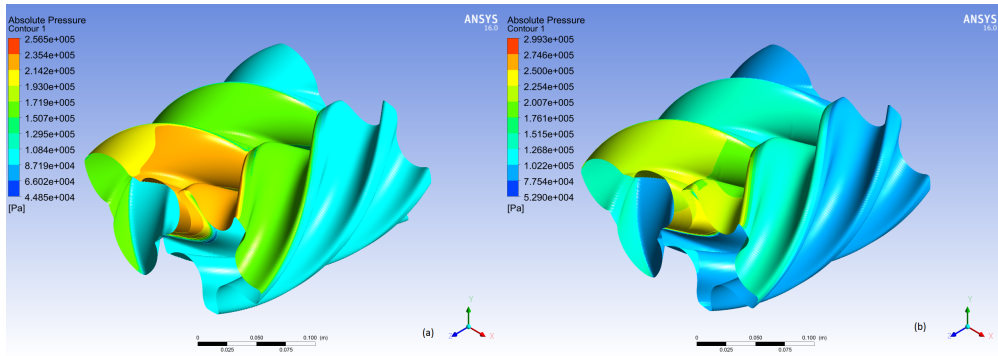 Absolute Pressure
Contour 1
2.565e+005
2.354e+005
2.142e+005
1.930e+005
1.719e+005
1.507e+005
1.295e+005
1.084e+005
8.719e+004
6.602e+004
4.485e+004
[Pa]
ANSYS
16.0
(a)
Y
Z
X
0
0.050
0.100 (m)
0.025
0.075
Absolute Pressure
Contour 1
2.993e+005
2.746e+005
2.500e+005
2.254e+005
2.007e+005
1.761e+005
1.515e+005
1.268e+005
1.022e+005
7.754e+004
5.290e+004
[Pa]
ANSYS
16.0
(b)
Y
Z
X
0
0.050
0.100 (m)
0.025
0.075